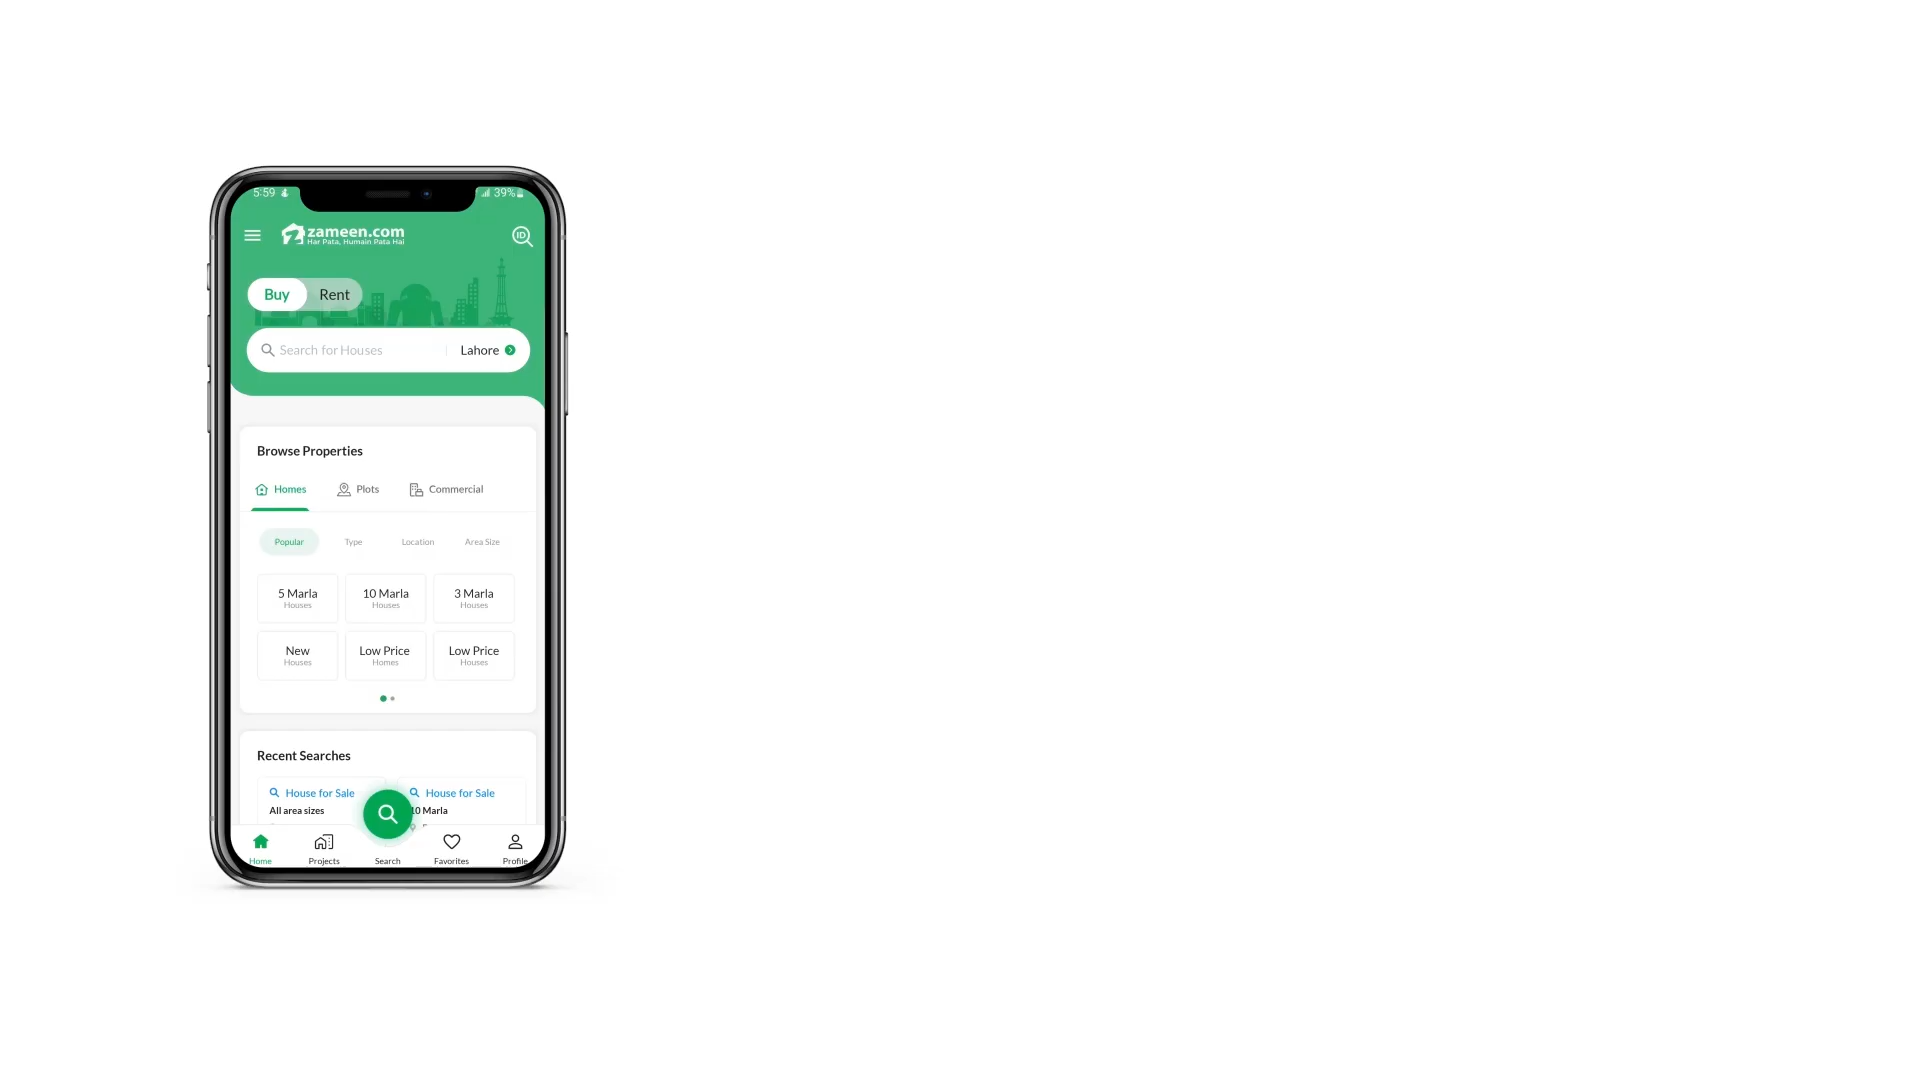 5:59
39%
zameen.com
Har Pata, Humain Pata Hai
ID
Buy Rent
Search for Houses Lahore
Browse Properties
Homes Plots Commercial
Popular Type Location Area Size
5 Marla 10 Marla 3 Marla
Houses Houses Houses
New Low Price Low Price
Houses Homes Houses
Recent Searches
House for Sale House for Sale
All area sizes 10 Marla
Home Projects Search Favorites Profile